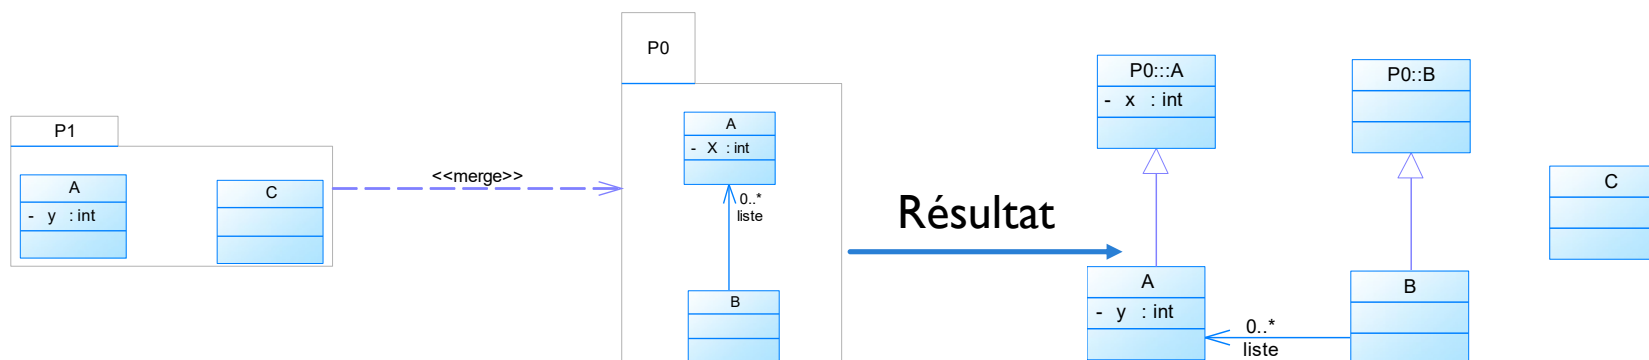 P1
A
- y : int
C
<<merge>>
P0
A
- X : int
0..*
liste
B
Résultat
P0:::A
- x : int
P0::B
C
A
- y : int
0..*
liste
B